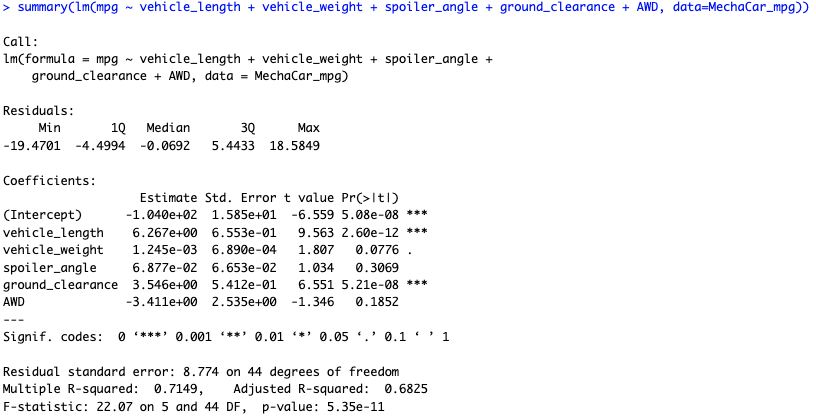 > summary(lm(mpg ~ vehicle_length + vehicle_weight + spoiler_angle + ground_clearance + AWD, data=MechaCar_mpg))

Call:
lm(formula = mpg ~ vehicle_length + vehicle_weight + spoiler_angle +
    ground_clearance + AWD, data = MechaCar_mpg)

Residuals:
     Min       1Q   Median       3Q      Max
-19.4701  -4.4994  -0.0692   5.4433  18.5849

Coefficients:
                   Estimate Std. Error t value Pr(>|t|)
(Intercept)      -1.040e+02  1.585e+01  -6.559 5.08e-08 ***
vehicle_length    6.267e+00  6.553e-01   9.563 2.60e-12 ***
vehicle_weight    1.245e-03  6.890e-04   1.807   0.0776 .
spoiler_angle     6.877e-02  6.653e-02   1.034   0.3069
ground_clearance  3.546e+00  5.412e-01   6.551 5.21e-08 ***
AWD              -3.411e+00  2.535e+00  -1.346   0.1852
---
Signif. codes:  0 ‘***’ 0.001 ‘**’ 0.01 ‘*’ 0.05 ‘.’ 0.1 ‘ ’ 1

Residual standard error: 8.774 on 44 degrees of freedom
Multiple R-squared:  0.7149,    Adjusted R-squared:  0.6825
F-statistic: 22.07 on 5 and 44 DF,  p-value: 5.35e-11